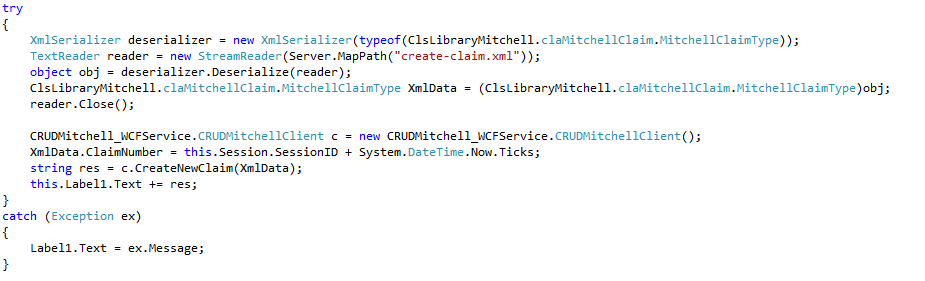 try
{
XmlSerializer deserializer = new XmlSerializer(typeof(ClsLibraryMitchell.claMitchellClaim.MitchellClaimType));
TextReader reader = new StreamReader(Server.MapPath("create-claim.xml"));
object obj = deserializer.Deserialize(reader);
ClsLibraryMitchell.claMitchellClaim.MitchellClaimType XmlData = (ClsLibraryMitchell.claMitchellClaim.MitchellClaimType)obj;
reader.Close();
CRUDMitchell_WCFService.CRUDMitchellClient c = new CRUDMitchell_WCFService.CRUDMitchellClient();
XmlData.ClaimNumber = this.Session.SessionID + System.DateTime.Now.Ticks;
string res = c.CreateNewClaim(XmlData);
this.Label1.Text += res;
}
catch (Exception ex)
{
Label1.Text = ex.Message;
}